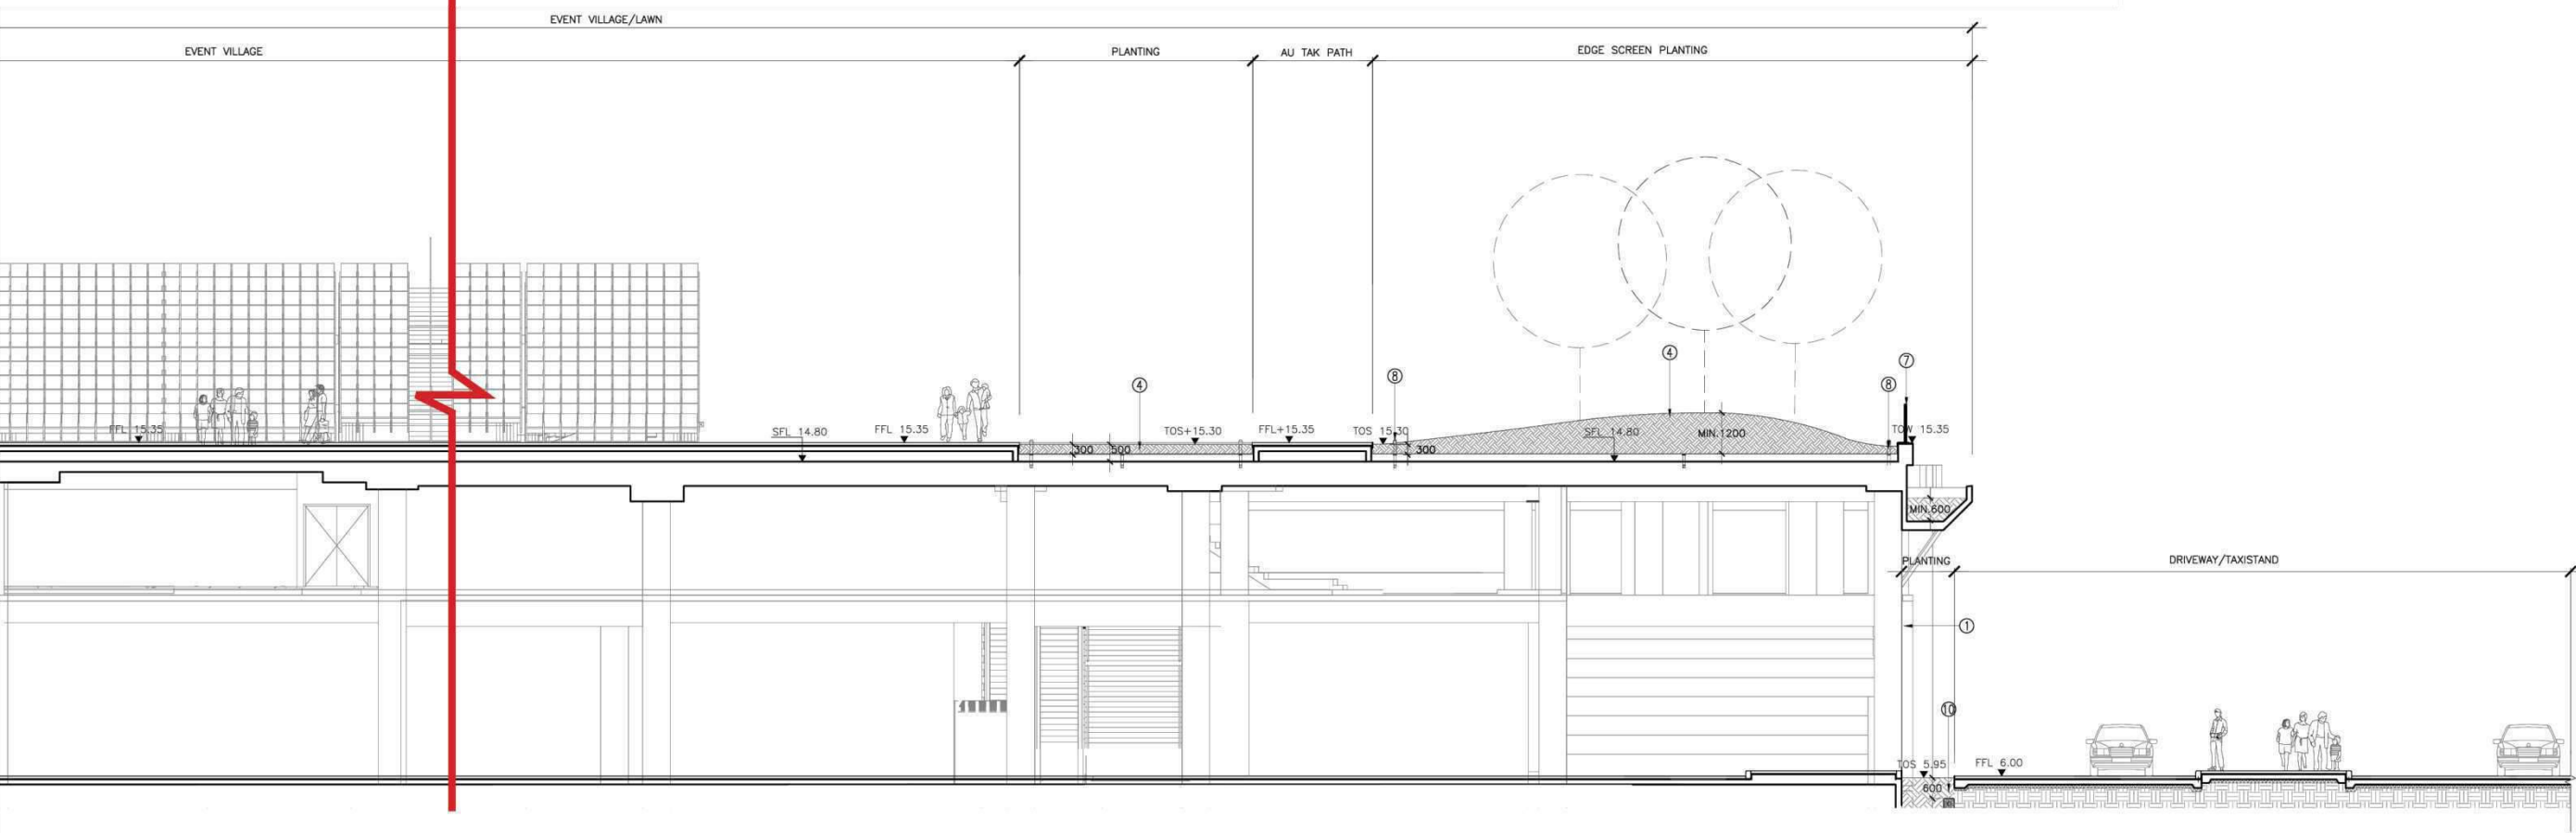 EVENT VILLAGE/LAWN
EVENT VILLAGE
PLANTING
AU TAK PATH
EDGE SCREEN PLANTING
4
8
4
7
8
FFL 15.35
SFL 14.80
FFL 15.35
TOS+15.30
FFL+15.35
TOS 15.30
SFL 14.80
MIN.1200
TOW 15.35
300
500
300
MIN.600
PLANTING
DRIVEWAY/TAXISTAND
1
10
TOS 5.95
FFL 6.00
600